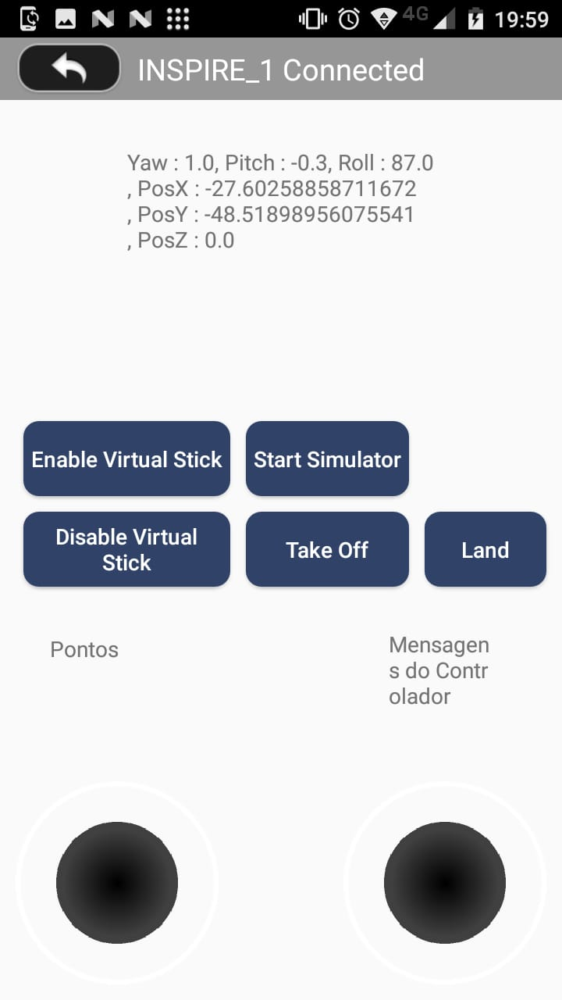 4G 19:59
INSPIRE_1 Connected
Yaw : 1.0, Pitch : -0.3, Roll : 87.0
, PosX : -27.60258858711672
, PosY : -48.51898956075541
, PosZ : 0.0
Enable Virtual Stick
Start Simulator
Disable Virtual
Stick
Take Off
Land
Pontos
Mensagen
s do Contr
olador